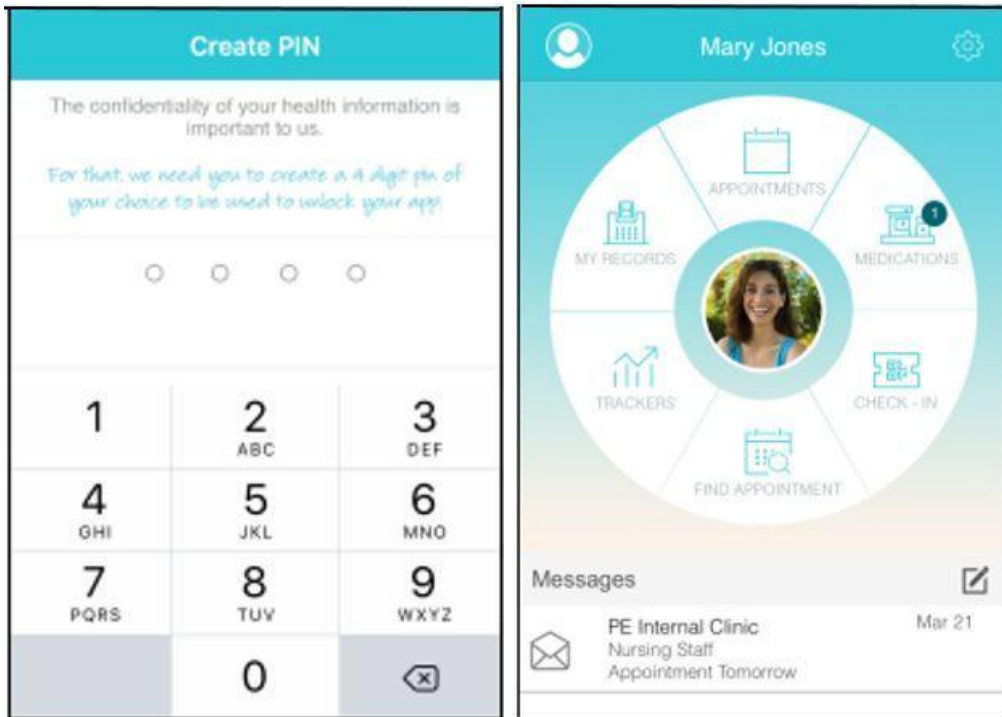 Create PIN
The confidentiality of your health information is
important to us.
For that, we need you to create a 4 digit pin of
your choice to be used to unlock your app
1
2
3
ABC
DEF
4
5
6
GHI
JKL
MNO
7
8
9
PQRS
TUV
WXYZ
0
Mary Jones
APPOINTMENTS
1
MY RECORDS
MEDICATIONS
TRACKERS
CHECK - IN
FIND APPOINTMENT
Messages
PE Internal Clinic
Mar 21
Nursing Staff
Appointment Tomorrow